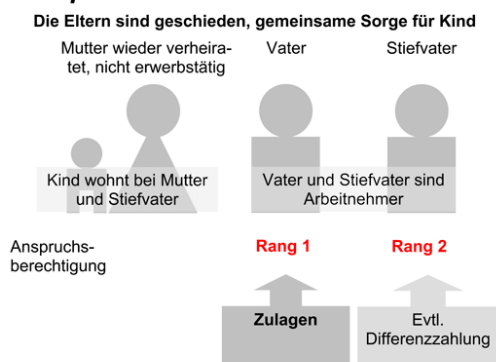 Die Eltern sind geschieden, gemeinsame Sorge für Kind
Mutter wieder verheira-
tet, nicht erwerbstätig
Vater
Stiefvater
Kind wohnt bei Mutter
und Stiefvater
Vater und Stiefvater sind
Arbeitnehmer
Anspruchs-
berechtigung
Rang 1
Rang 2
Zulagen
Evtl.
Differenzzahlung